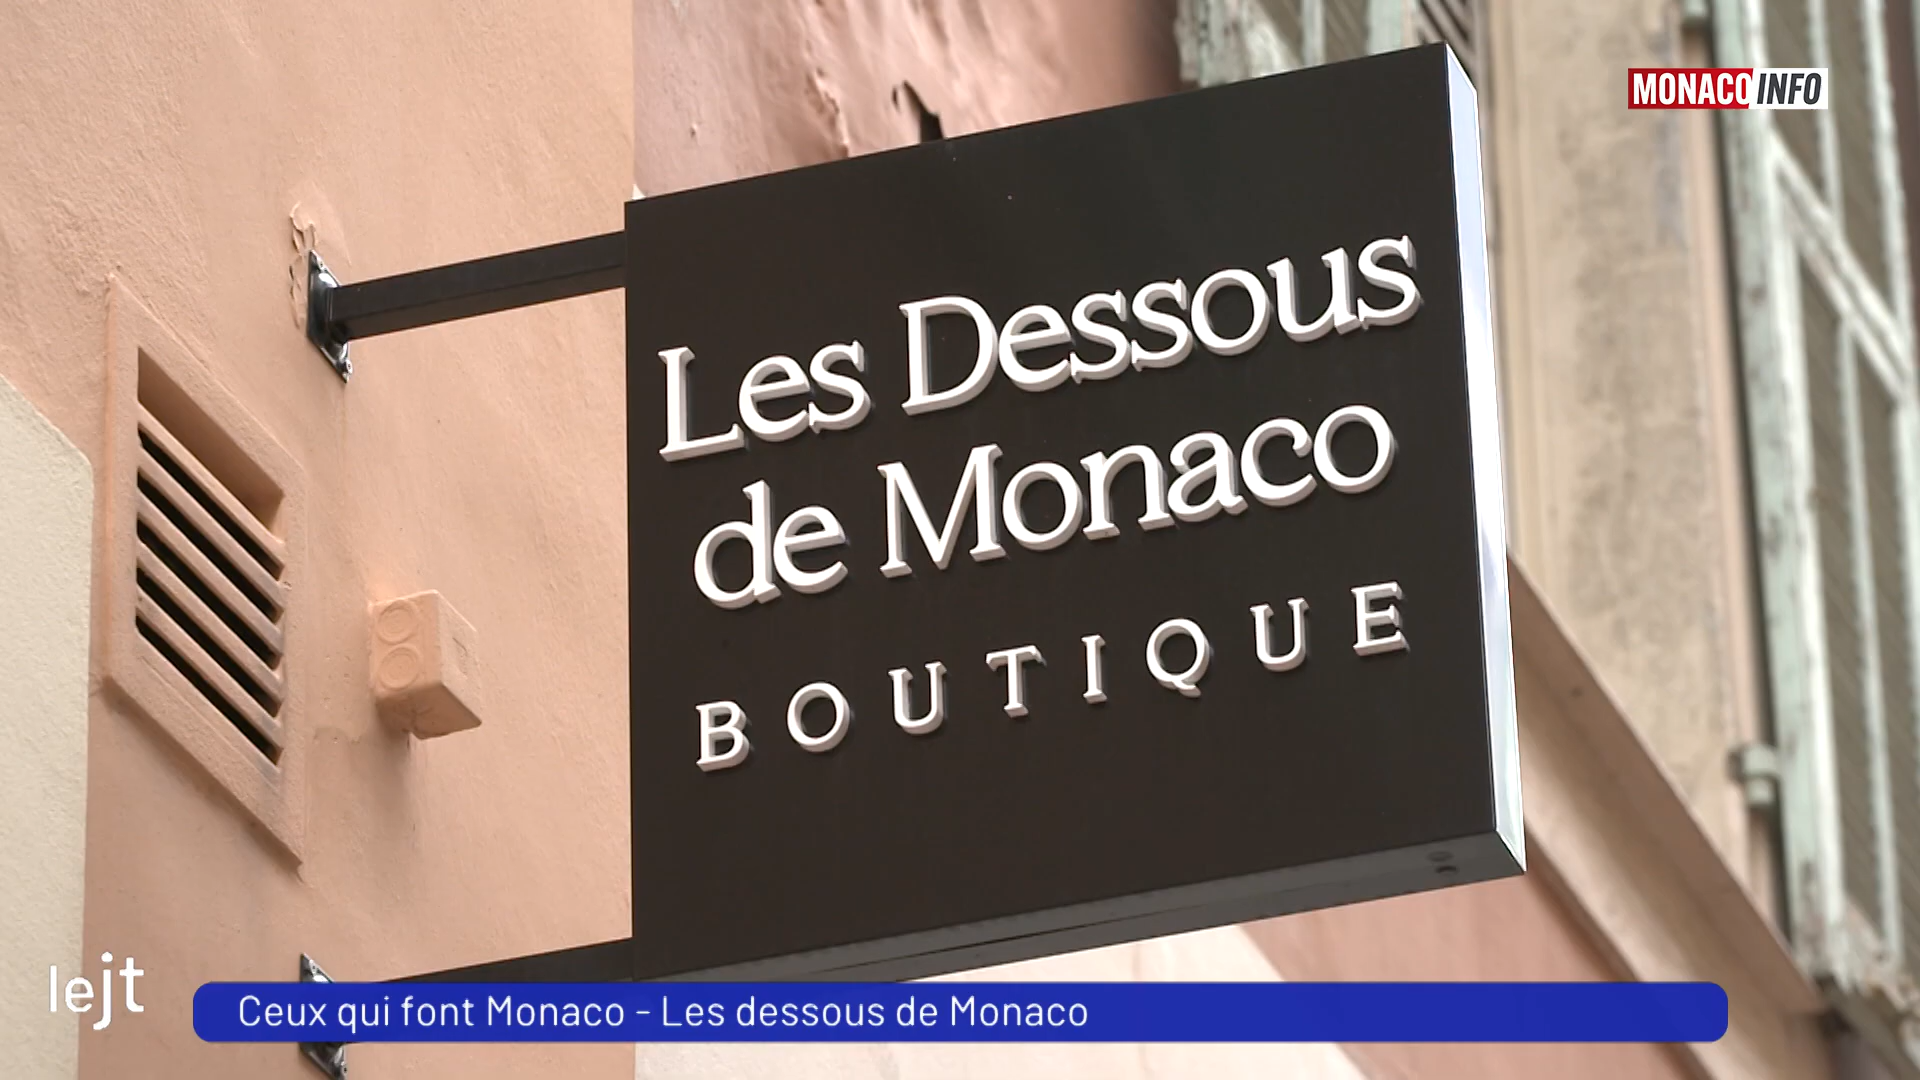 MONACO INFO
Les Dessous
de Monaco
BOUTIQUE
lejt
Ceux qui font Monaco - Les dessous de Monaco